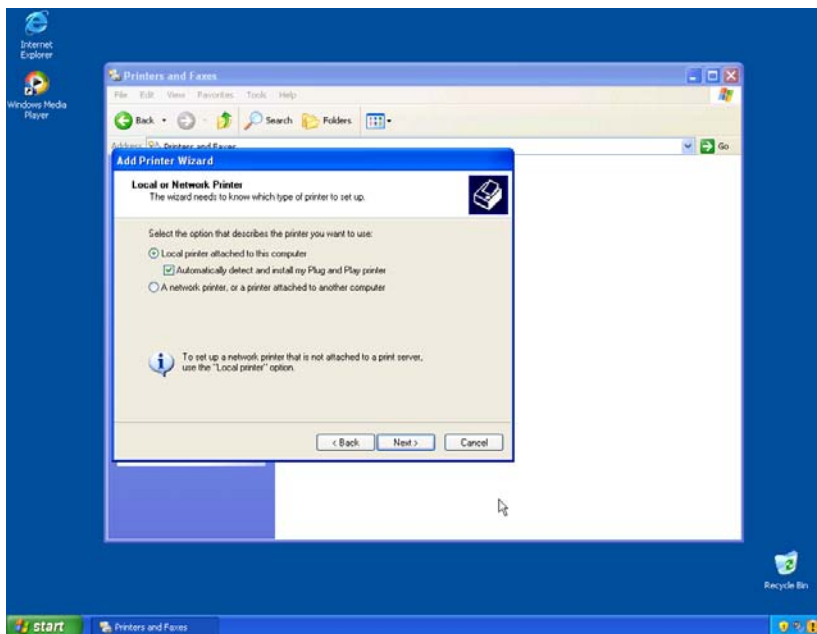 Internet
Explorer
Windows Media
Player
Printers and Faxes
File Edit View Favorites Tools Help
Back Search Folders
Address Printers and Faxes Go
Add Printer Wizard
Local or Network Printer
The wizard needs to know which type of printer to set up.
Select the option that describes the printer you want to use:
Local printer attached to this computer
Automatically detect and install my Plug and Play printer
A network printer, or a printer attached to another computer
To set up a network printer that is not attached to a print server,
use the "Local printer" option.
< Back Next > Cancel
Recycle Bin
start Printers and Faxes